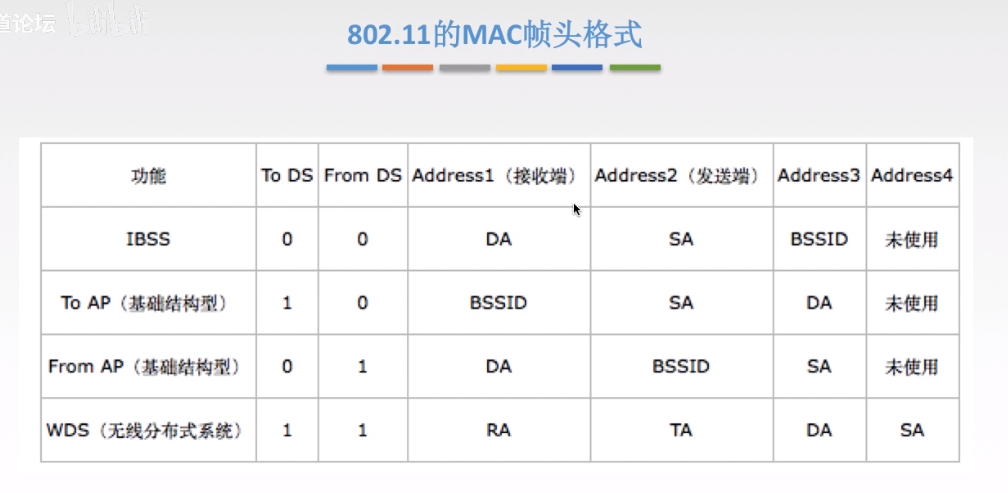 道论坛
802.11的MAC帧头格式
功能 To DS From DS Address1（接收端） Address2（发送端） Address3 Address4
IBSS 0 0 DA SA BSSID 未使用
To AP（基础结构型） 1 0 BSSID SA DA 未使用
From AP（基础结构型） 0 1 DA BSSID SA 未使用
WDS（无线分布式系统） 1 1 RA TA DA SA